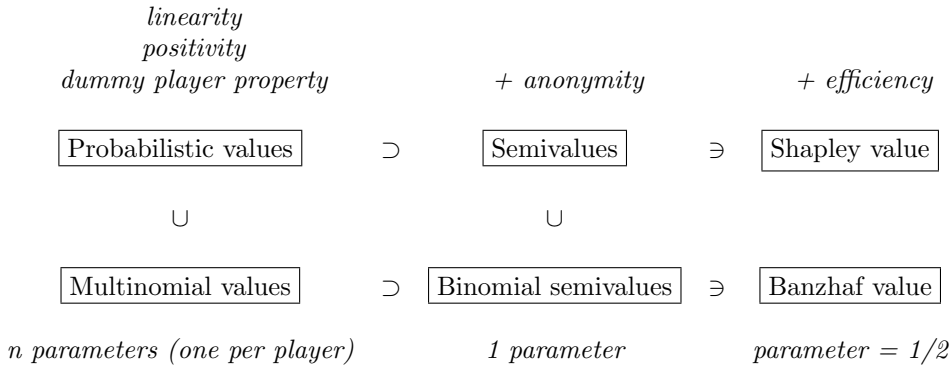 linearity
positivity
dummy player property + anonymity + efficiency
Probabilistic values ⊃ Semivalues ∋ Shapley value
∪ ∪
Multinomial values ⊃ Binomial semivalues ∋ Banzhaf value
n parameters (one per player) 1 parameter parameter = 1/2